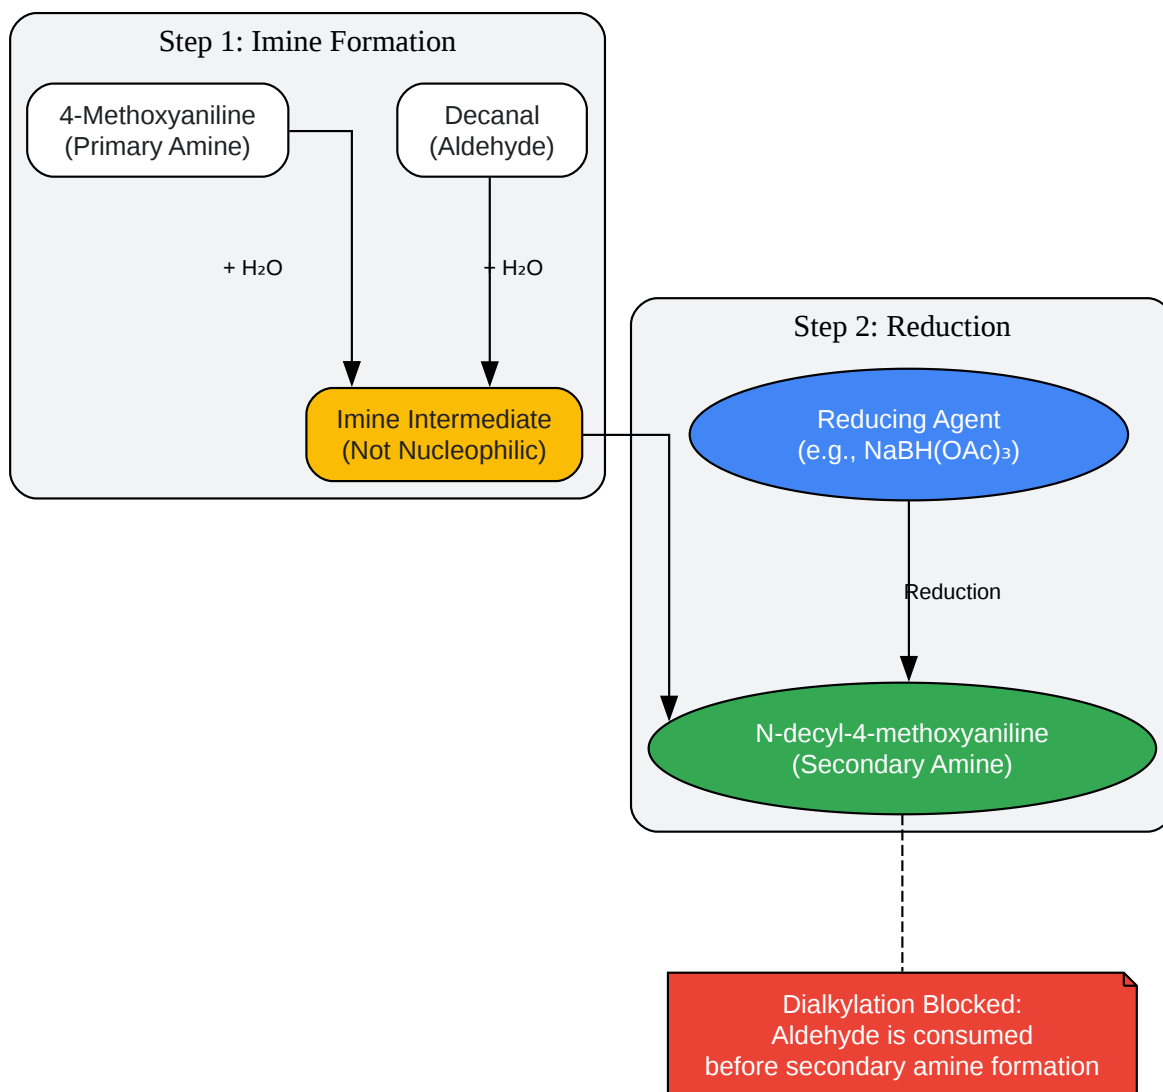 Step 1: Imine Formation
4-Methoxyaniline
(Primary Amine)
Decanal
(Aldehyde)
+ H₂O
+ H₂O
Imine Intermediate
(Not Nucleophilic)
Step 2: Reduction
Reducing Agent
(e.g., NaBH(OAc)₃)
Reduction
N-decyl-4-methoxyaniline
(Secondary Amine)
Dialkylation Blocked:
Aldehyde is consumed
before secondary amine formation